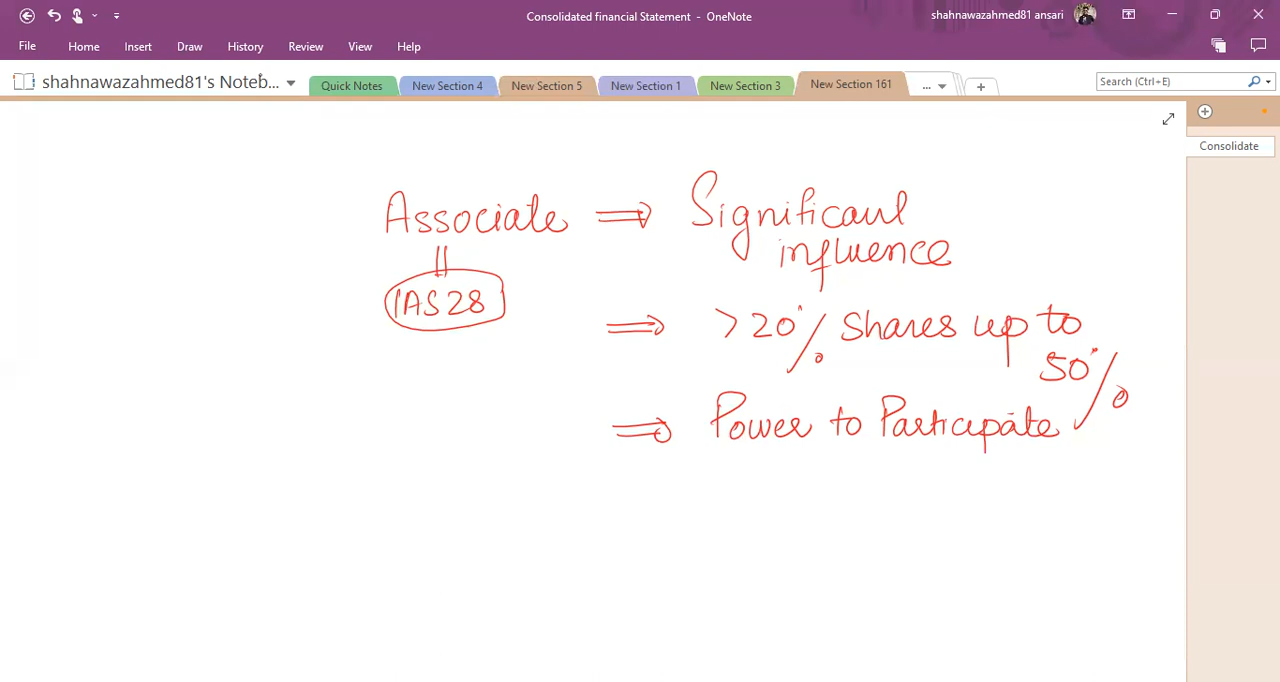 Consolidated financial Statement - OneNote
shahnawazahmed81 ansari
File Home Insert Draw History Review View Help
shahnawazahmed81's Noteb... Quick Notes New Section 4 New Section 5 New Section 1 New Section 3 New Section 161 ... Search (Ctrl+E)
Consolidate
Associate ⇒ Significant
influence
IAS 28
⇒ >20% shares up to
50%
⇒ Power to Participate